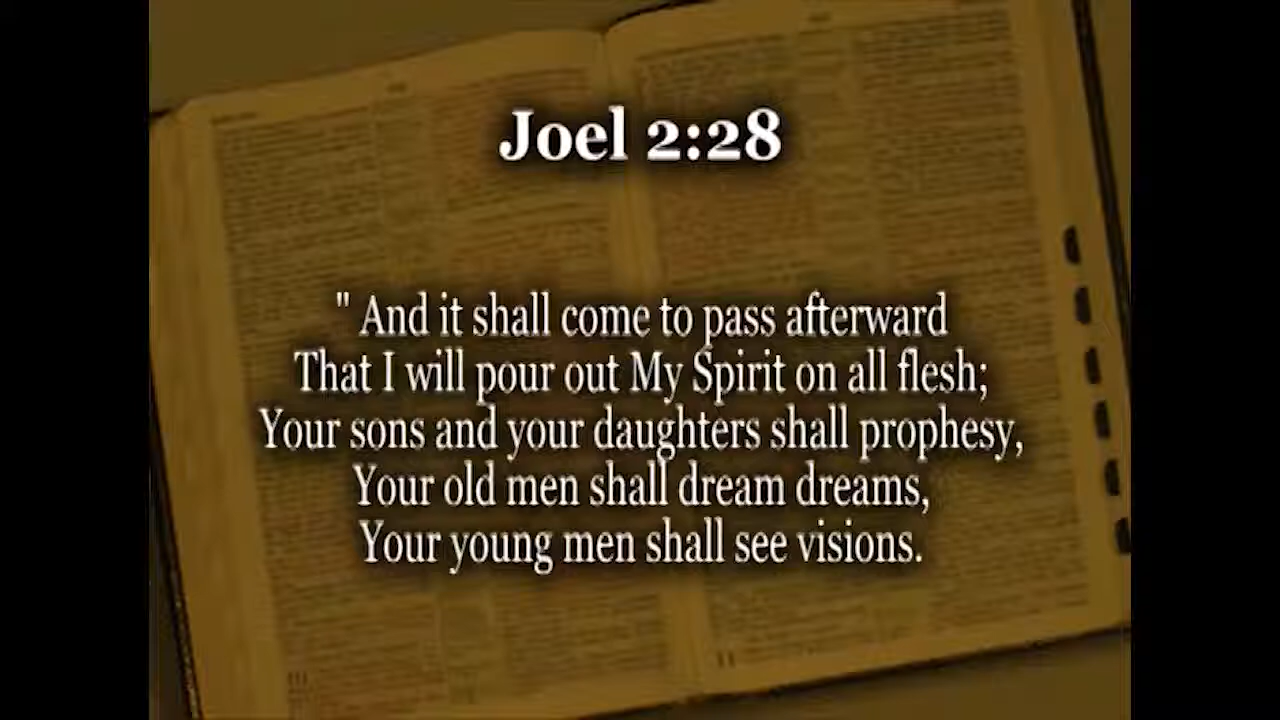 Joel 2:28
" And it shall come to pass afterward
That I will pour out My Spirit on all flesh;
Your sons and your daughters shall prophesy,
Your old men shall dream dreams,
Your young men shall see visions.